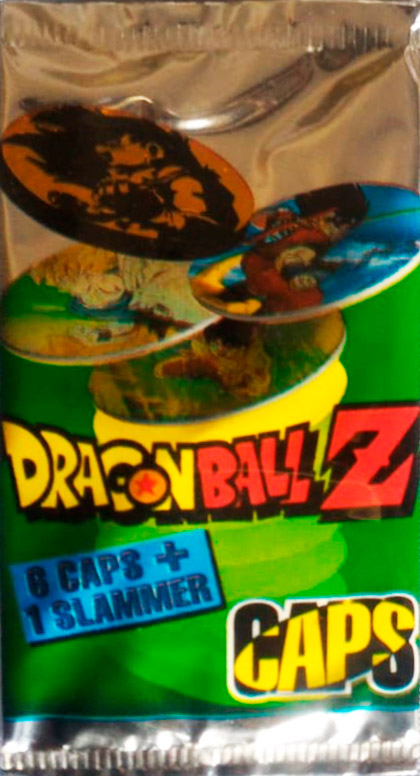 DRAGONBALL Z
6 CAPS +
1 SLAMMER
CAPS